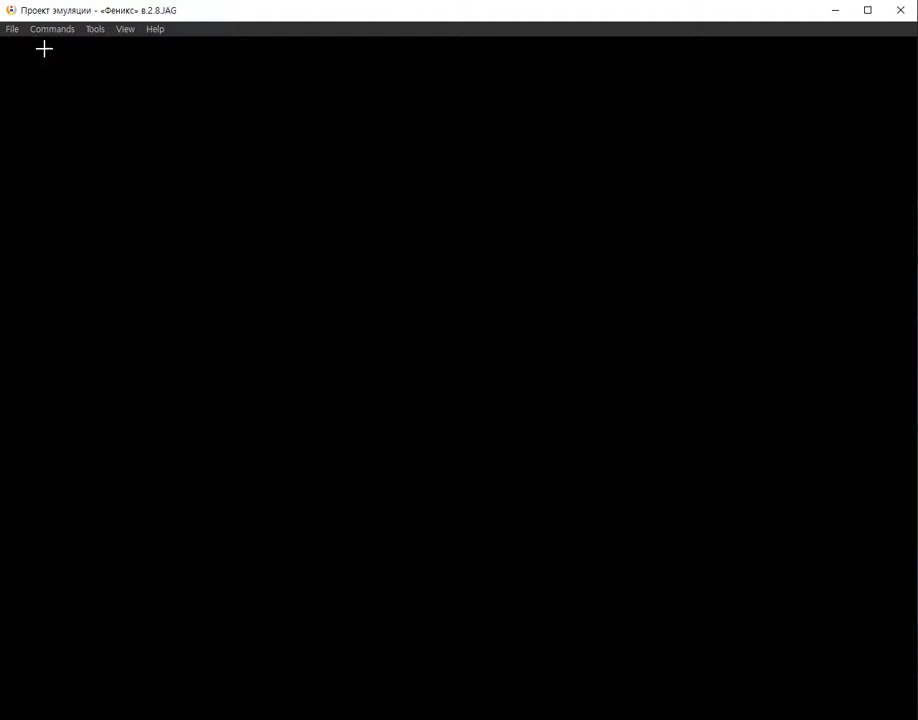 Проект эмуляции - «Феникс» в.2.8.JAG
File Commands Tools View Help